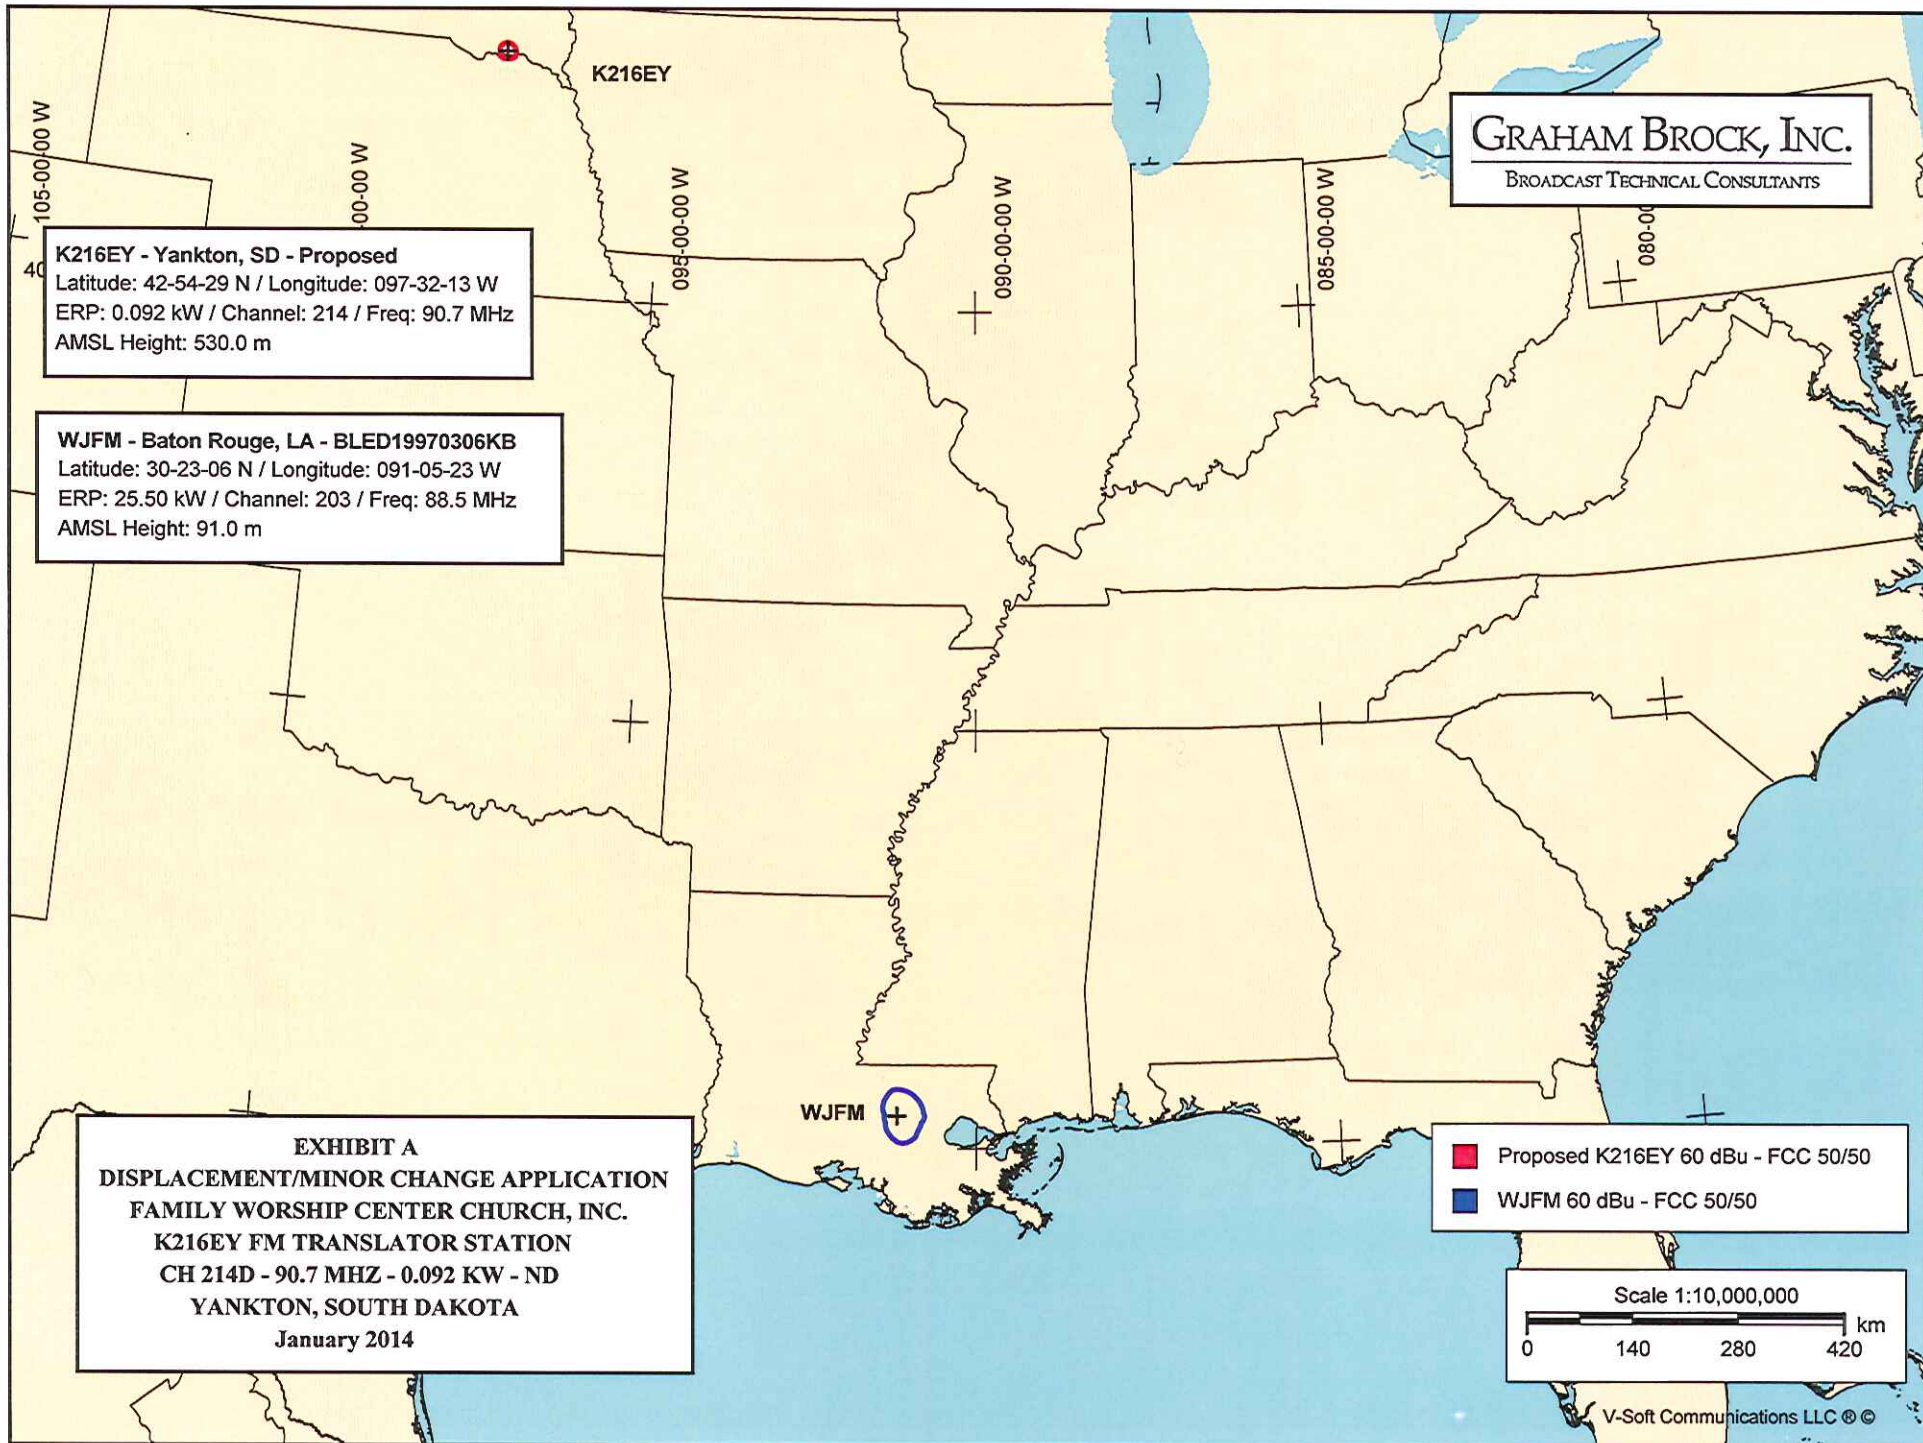 K216EY
GRAHAM BROCK, INC.
BROADCAST TECHNICAL CONSULTANTS
105-00-00 W
00-00 W
095-00-00 W
090-00-00 W
085-00-00 W
080-0
40
K216EY - Yankton, SD - Proposed
Latitude: 42-54-29 N / Longitude: 097-32-13 W
ERP: 0.092 kW / Channel: 214 / Freq: 90.7 MHz
AMSL Height: 530.0 m
WJFM - Baton Rouge, LA - BLED19970306KB
Latitude: 30-23-06 N / Longitude: 091-05-23 W
ERP: 25.50 kW / Channel: 203 / Freq: 88.5 MHz
AMSL Height: 91.0 m
WJFM
EXHIBIT A
DISPLACEMENT/MINOR CHANGE APPLICATION
FAMILY WORSHIP CENTER CHURCH, INC.
K216EY FM TRANSLATOR STATION
CH 214D - 90.7 MHZ - 0.092 KW - ND
YANKTON, SOUTH DAKOTA
January 2014
Proposed K216EY 60 dBu - FCC 50/50
WJFM 60 dBu - FCC 50/50
Scale 1:10,000,000
km
0 140 280 420
V-Soft Communications LLC ® ©